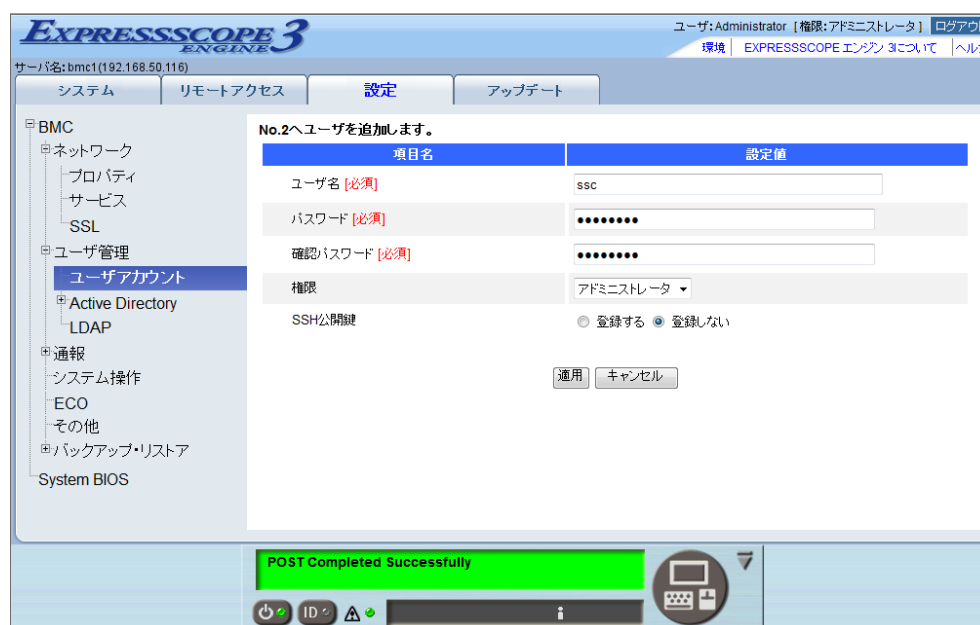 EXPRESSSCOPE 3
ENGINE
ユーザ:Administrator [権限:アドミニストレータ] ログアウ
環境 EXPRESSSCOPE エンジン 3について ヘル
サーバ名:bmc1(192.168.50.116)
システム リモートアクセス 設定 アップデート
BMC
ネットワーク
プロパティ
サービス
SSL
ユーザ管理
ユーザアカウント
Active Directory
LDAP
通報
システム操作
ECO
その他
バックアップ・リストア
System BIOS
No.2へユーザを追加します。
項目名 設定値
ユーザ名 [必須] ssc
パスワード [必須] ●●●●●●●●
確認パスワード [必須] ●●●●●●●●
権限 アドミニストレータ
SSH公開鍵 登録する 登録しない
適用 キャンセル
POST Completed Successfully
ID